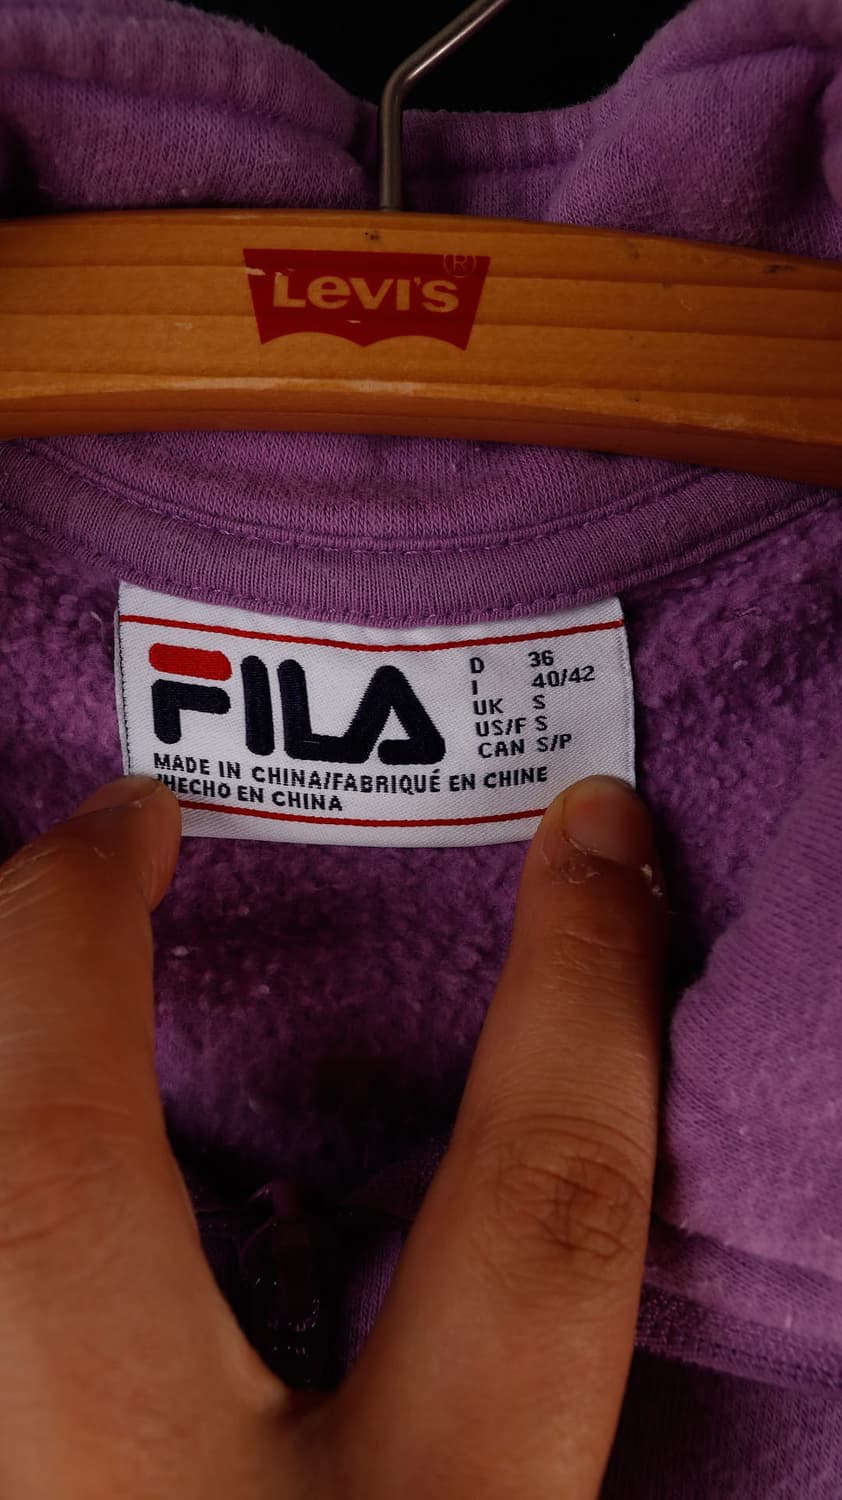 Levi's®
FILA
D 36
I 40/42
UK S
US/F S
CAN S/P
MADE IN CHINA/FABRIQUÉ EN CHINE
/HECHO EN CHINA